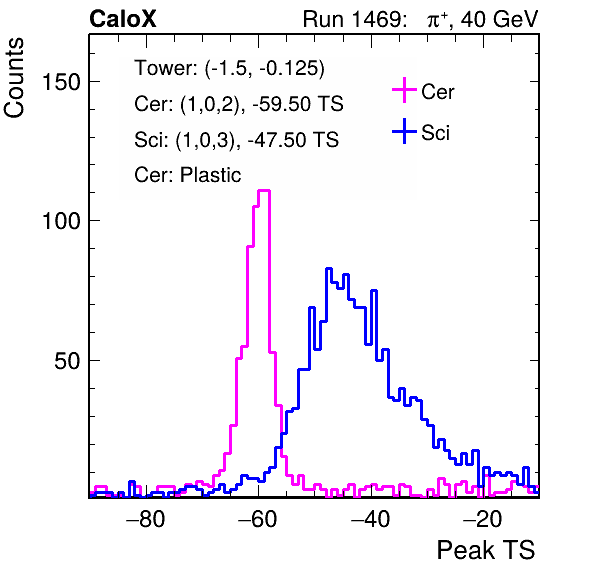 CaloX Run 1469: π+, 40 GeV
Counts
Tower: (-1.5, -0.125)
Cer: (1,0,2), -59.50 TS
Sci: (1,0,3), -47.50 TS
Cer: Plastic
Cer
Sci
150
100
50
−80 −60 −40 −20
Peak TS